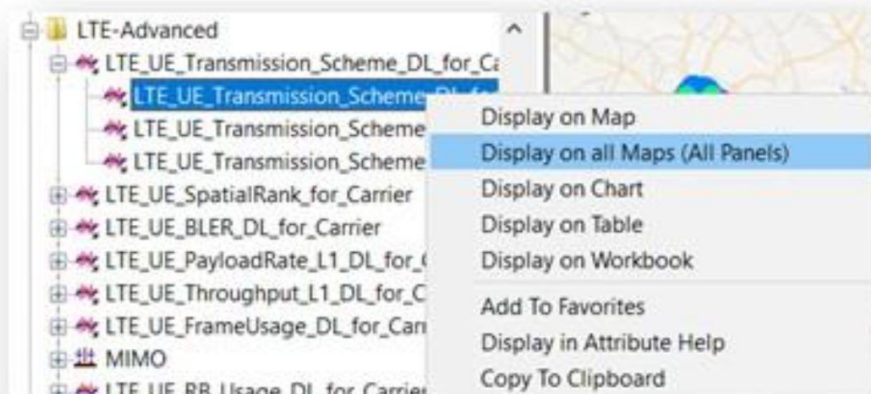 LTE-Advanced
LTE_UE_Transmission_Scheme_DL_for_Ca
LTE_UE_Transmission_Scheme
LTE_UE_Transmission_Scheme
LTE_UE_Transmission_Scheme
LTE_UE_SpatialRank_for_Carrier
LTE_UE_BLER_DL_for_Carrier
LTE_UE_PayloadRate_L1_DL_for_
LTE_UE_Throughput_L1_DL_for_C
LTE_UE_FrameUsage_DL_for_Carr
MIMO
LTE_UE_RB_Usage_DL_for_Carrier
Display on Map
Display on all Maps (All Panels)
Display on Chart
Display on Table
Display on Workbook
Add To Favorites
Display in Attribute Help
Copy To Clipboard